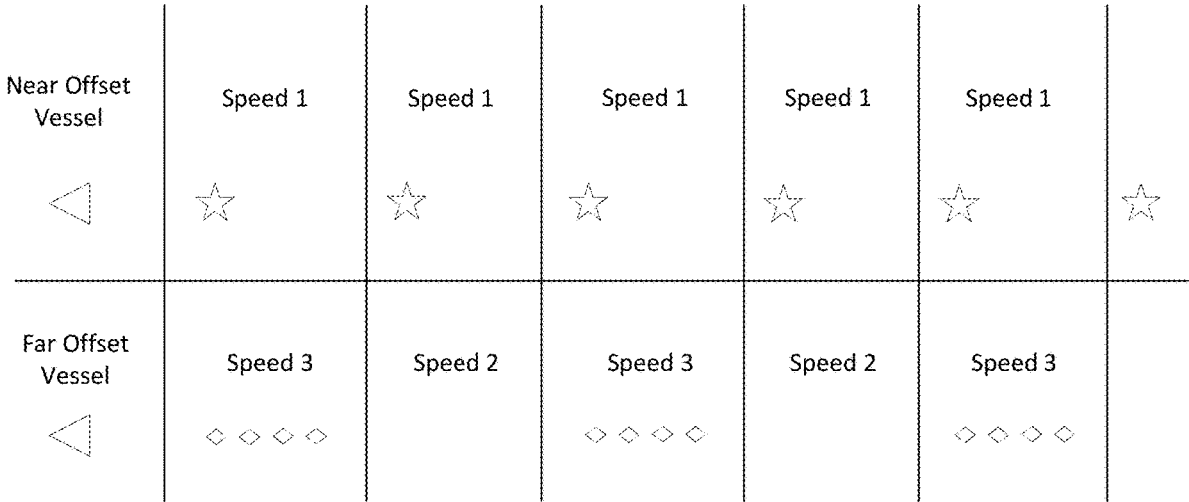 Near Offset
Vessel
Speed 1
Speed 1
Speed 1
Speed 1
Speed 1
Far Offset
Vessel
Speed 3
Speed 2
Speed 3
Speed 2
Speed 3